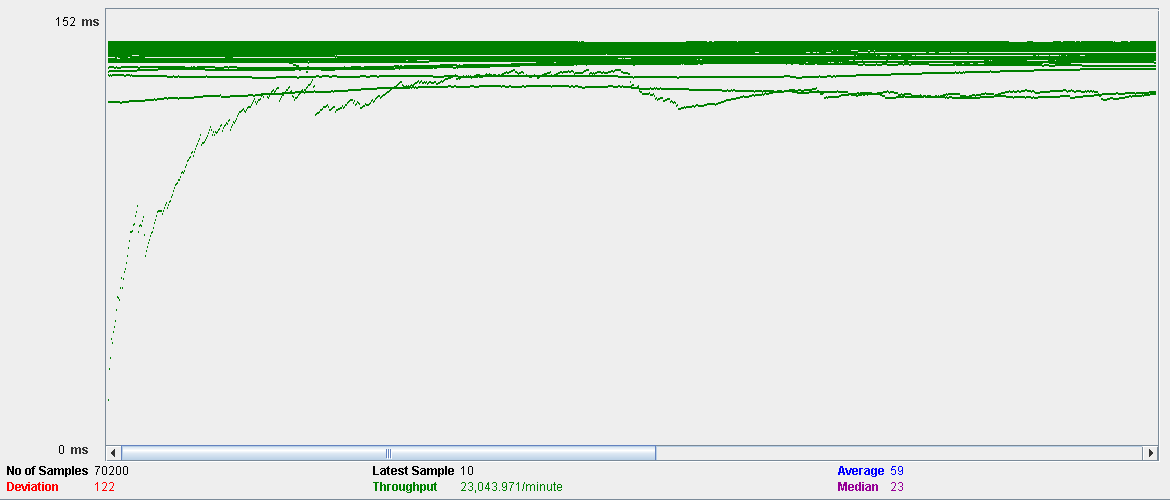 152 ms
0 ms
No of Samples 70200 Latest Sample 10 Average 59
Deviation 122 Throughput 23,043.971/minute Median 23